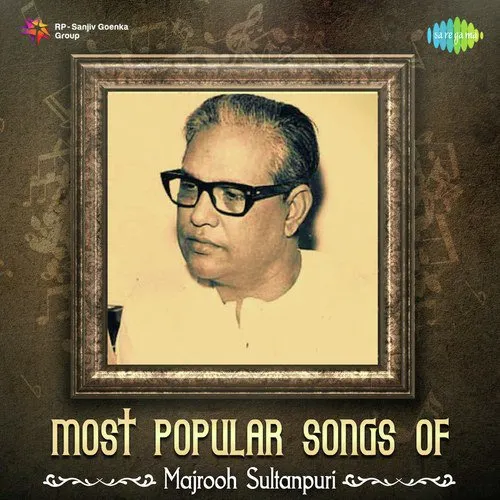 RP-Sanjiv Goenka
Group
saregama
MOST POPULAR SONGS OF
Majrooh Sultanpuri